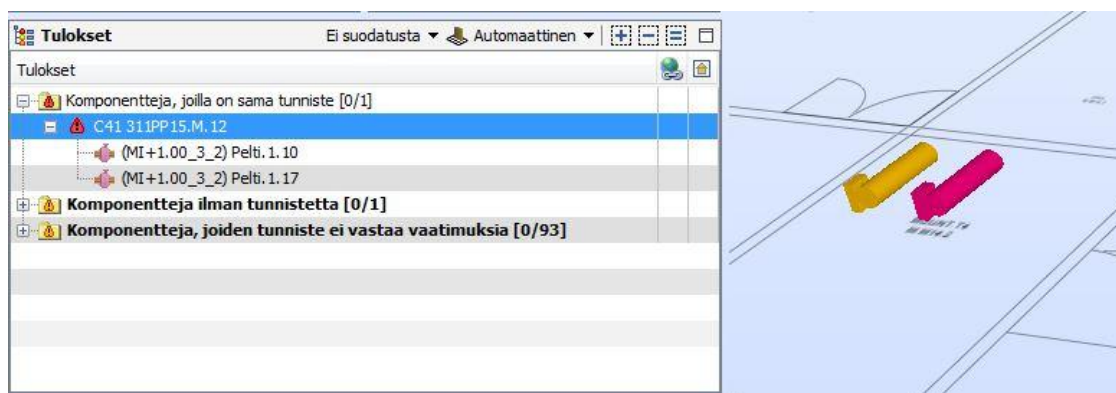 Tulokset
Ei suodatusta
Automaattinen
Tulokset
Komponentteja, joilla on sama tunniste [0/1]
C41 311PP15.M.12
(MI+1.00_3_2) Pelti.1.10
(MI+1.00_3_2) Pelti.1.17
Komponentteja ilman tunnistetta [0/1]
Komponentteja, joiden tunniste ei vastaa vaatimuksia [0/93]